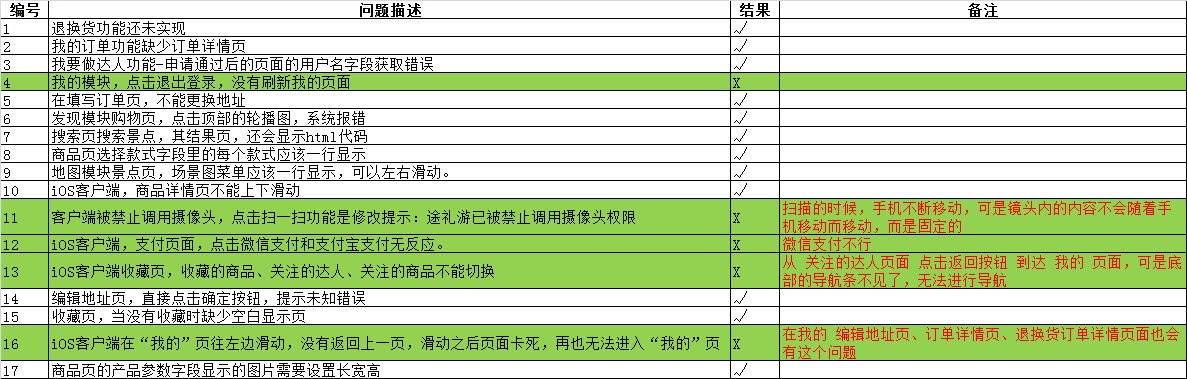 编号 问题描述 结果 备注
1 退换货功能还未实现 √
2 我的订单功能缺少订单详情页 √
3 我要做达人功能-申请通过后的页面的用户名字段获取错误 √
4 我的模块，点击退出登录，没有刷新我的页面 X
5 在填写订单页，不能更换地址 √
6 发现模块购物页，点击顶部的轮播图，系统报错 √
7 搜索页搜索景点，其结果页，还会显示html代码 √
8 商品页选择款式字段里的每个款式应该一行显示 √
9 地图模块景点页，场景图菜单应该一行显示，可以左右滑动。 √
10 iOS客户端，商品详情页不能上下滑动 √
11 客户端被禁止调用摄像头，点击扫一扫功能是修改提示：途礼游已被禁止调用摄像头权限 X 扫描的时候，手机不断移动，可是镜头内的内容不会随着手
机移动而移动，而是固定的
12 iOS客户端，支付页面，点击微信支付和支付宝支付无反应。 X 微信支付不行
13 iOS客户端收藏页，收藏的商品、关注的达人、关注的商品不能切换 X 从 关注的达人页面 点击返回按钮 到达 我的 页面，可是底
部的导航条不见了，无法进行导航
14 编辑地址页，直接点击确定按钮，提示未知错误 √
15 收藏页，当没有收藏时缺少空白显示页 √
16 iOS客户端在“我的”页往左边滑动，没有返回上一页，滑动之后页面卡死，再也无法进入“我的”页 X 在我的 编辑地址页、订单详情页、退换货订单详情页面也会
有这个问题
17 商品页的产品参数字段显示的图片需要设置长宽高 √